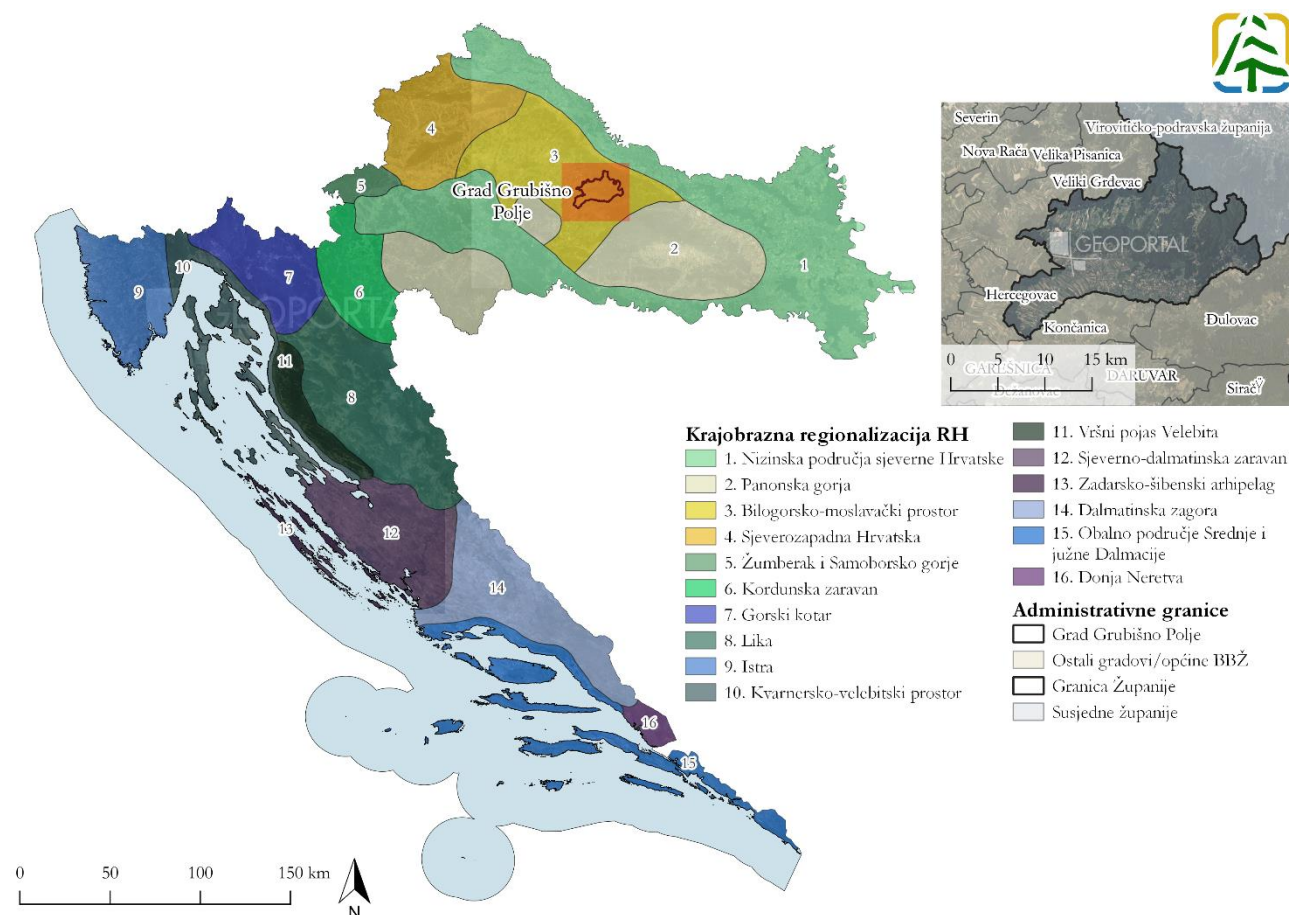 4
3
5
Grad Grubišno
Polje
2
1
10
7
9
6
GEOPORTAL
11
8
13
12
14
16
15
0 50 100 150 km
N
Severin
Virovitičko-podravska županija
Nova Rača
Velika Pisanica
Veliki Grđevac
GEOPORTAL
Hercegovac
Končanica
Đulovac
0 5 10 15 km
GAREŠNICA
DARUVAR
Dežanovac
Sirač
Krajobrazna regionalizacija RH
1. Nizinska područja sjeverne Hrvatske
2. Panonska gorja
3. Bilogorsko-moslavački prostor
4. Sjeverozapadna Hrvatska
5. Žumberak i Samoborsko gorje
6. Kordunska zaravan
7. Gorski kotar
8. Lika
9. Istra
10. Kvarnersko-velebitski prostor
11. Vršni pojas Velebita
12. Sjeverno-dalmatinska zaravan
13. Zadarsko-šibenski arhipelag
14. Dalmatinska zagora
15. Obalno područje Srednje i
južne Dalmacije
16. Donja Neretva
Administrativne granice
Grad Grubišno Polje
Ostali gradovi/općine BBŽ
Granica Županije
Susjedne županije